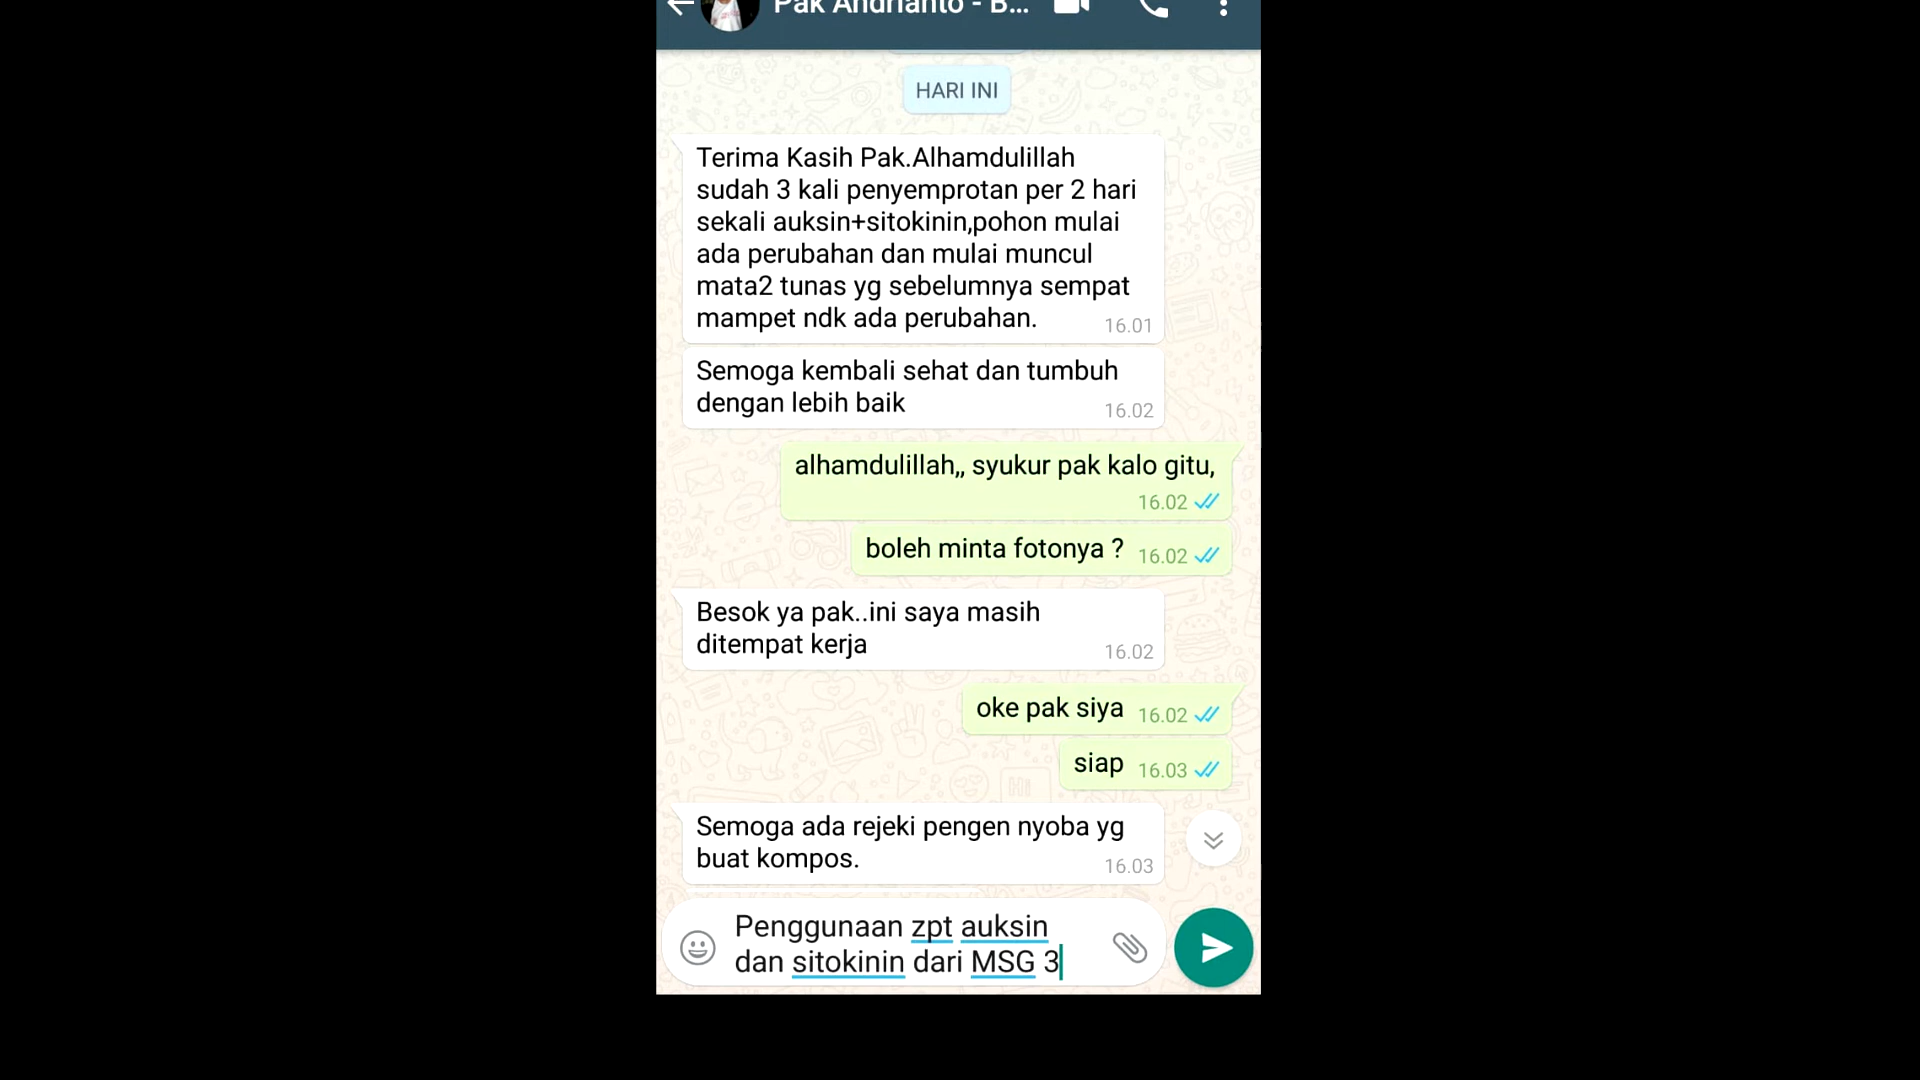 Pak Andrianto - B...
HARI INI
Terima Kasih Pak.Alhamdulillah
sudah 3 kali penyemprotan per 2 hari
sekali auksin+sitokinin,pohon mulai
ada perubahan dan mulai muncul
mata2 tunas yg sebelumnya sempat
mampet ndk ada perubahan.
16.01
Semoga kembali sehat dan tumbuh
dengan lebih baik
16.02
alhamdulillah,, syukur pak kalo gitu,
16.02
boleh minta fotonya ? 16.02
Besok ya pak..ini saya masih
ditempat kerja
16.02
oke pak siya 16.02
siap 16.03
Semoga ada rejeki pengen nyoba yg
buat kompos.
16.03
Penggunaan zpt auksin
dan sitokinin dari MSG 3